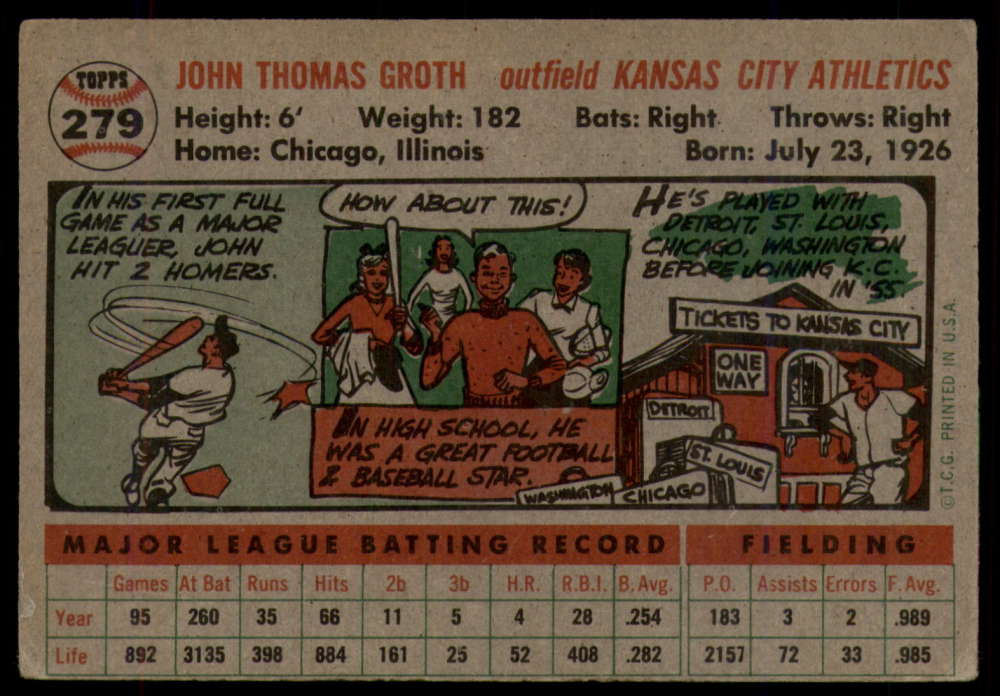 TOPPS
279
JOHN THOMAS GROTH outfield KANSAS CITY ATHLETICS
Height: 6' Weight: 182 Bats: Right Throws: Right
Home: Chicago, Illinois Born: July 23, 1926
IN HIS FIRST FULL
GAME AS A MAJOR
LEAGUER, JOHN
HIT 2 HOMERS.
HOW ABOUT THIS!
IN HIGH SCHOOL, HE
WAS A GREAT FOOTBALL
& BASEBALL STAR.
HE'S PLAYED WITH
DETROIT, ST. LOUIS,
CHICAGO, WASHINGTON
BEFORE JOINING K.C.
IN '55
TICKETS TO KANSAS CITY
ONE
WAY
DETROIT
ST. LOUIS
WASHINGTON
CHICAGO
©T.C.G. PRINTED IN U.S.A.
MAJOR LEAGUE BATTING RECORD FIELDING
Games At Bat Runs Hits 2b 3b H.R. R.B.I. B. Avg. P.O. Assists Errors F. Avg.
Year 95 260 35 66 11 5 4 28 .254 183 3 2 .989
Life 892 3135 398 884 161 25 52 408 .282 2157 72 33 .985